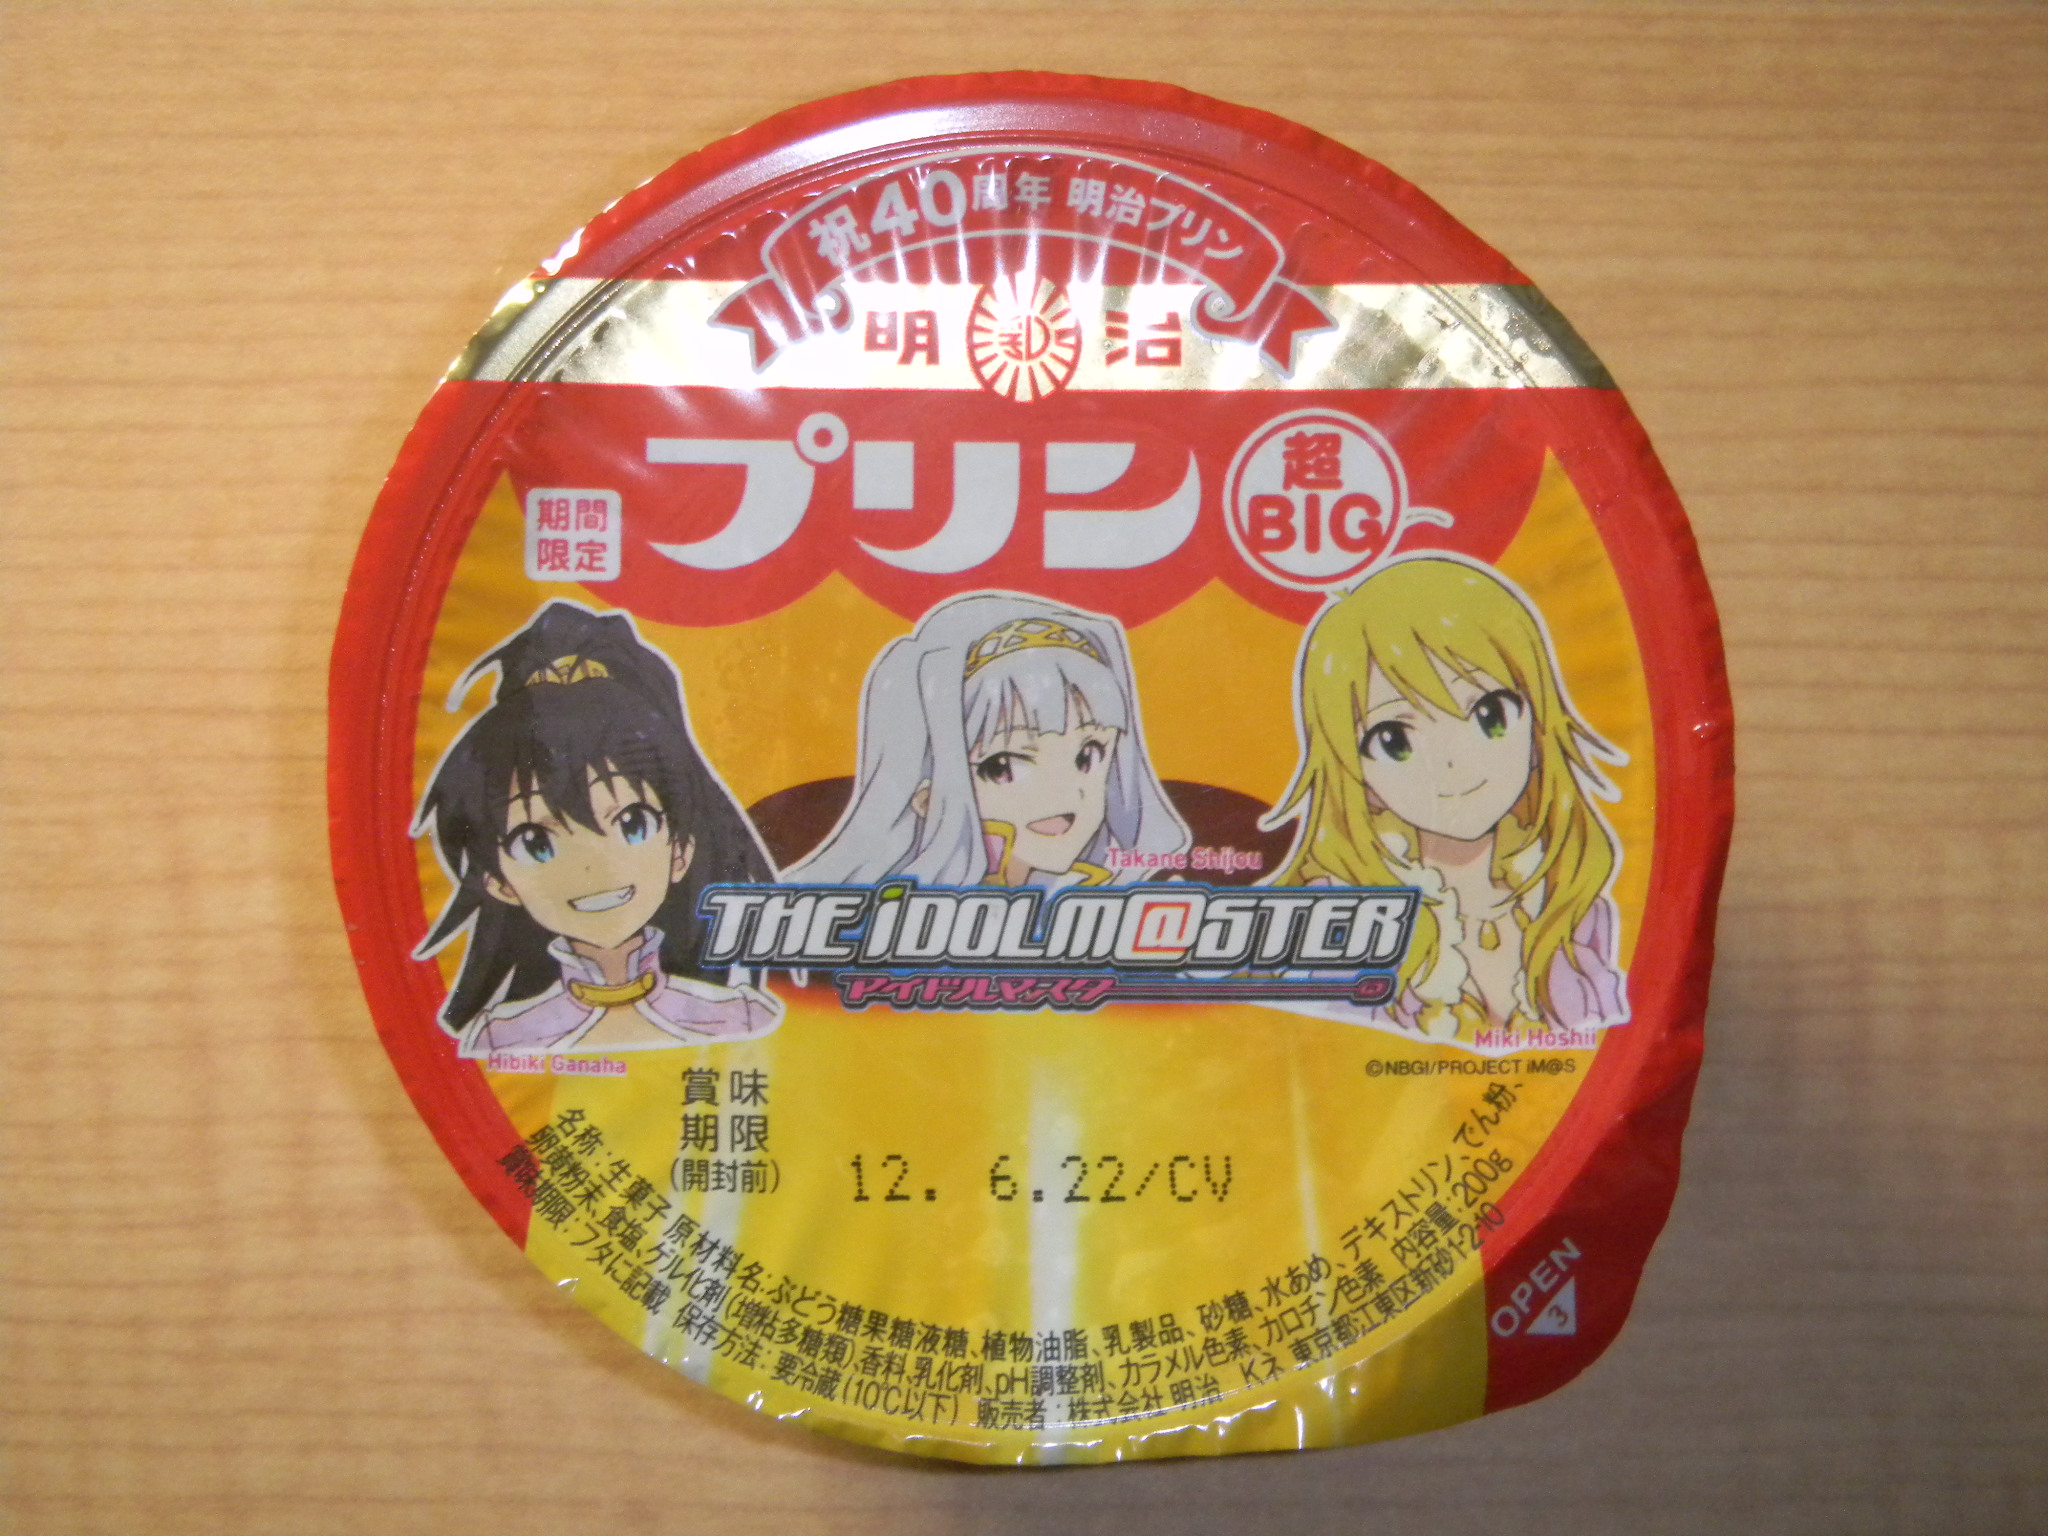 祝40周年 明治プリン
明 治
プリン
超
BIG
期間
限定
Takane Shijou
THE iDOLM@STER
アイドルマスター
Miki Hoshii
Hibiki Ganaha
©NBGI/PROJECT iM@S
賞味
期限
(開封前)
12. 6.22/CV
名称:生菓子 原材料名:ぶどう糖果糖液糖、植物油脂、乳製品、砂糖、水あめ、デキストリン、でん粉、
卵黄粉末、食塩、ゲル化剤(増粘多糖類)、香料、乳化剤、pH調整剤、カラメル色素、カロチン色素 内容量:200g
賞味期限:フタに記載 保存方法:要冷蔵(10℃以下) 販売者:株式会社 明治 Kネ 東京都江東区新砂1-2-10
OPEN
3